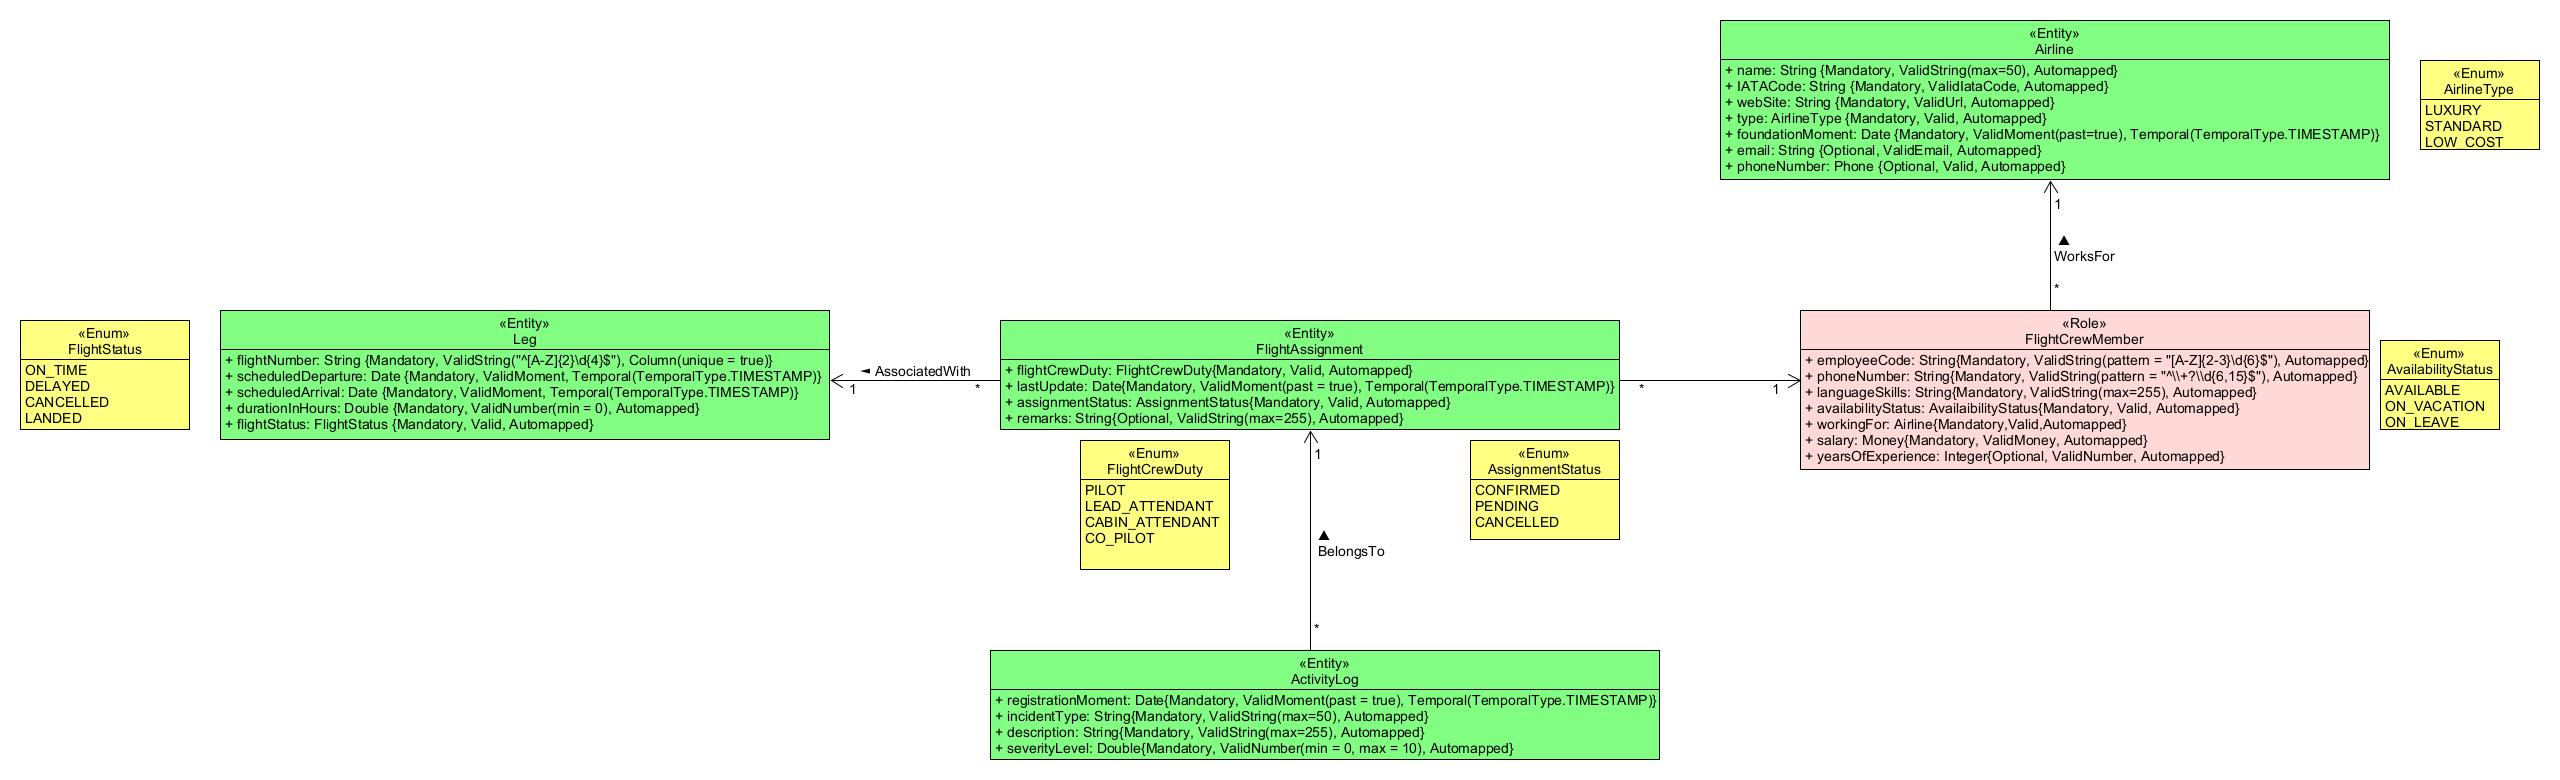 «Entity»
Airline
+ name: String {Mandatory, ValidString(max=50), Automapped}
+ IATACode: String {Mandatory, ValidIataCode, Automapped}
+ webSite: String {Mandatory, ValidUrl, Automapped}
+ type: AirlineType {Mandatory, Valid, Automapped}
+ foundationMoment: Date {Mandatory, ValidMoment(past=true), Temporal(TemporalType.TIMESTAMP)}
+ email: String {Optional, ValidEmail, Automapped}
+ phoneNumber: Phone {Optional, Valid, Automapped}
«Enum»
AirlineType
LUXURY
STANDARD
LOW_COST
1
▲
WorksFor
*
«Enum»
FlightStatus
ON_TIME
DELAYED
CANCELLED
LANDED
«Entity»
Leg
+ flightNumber: String {Mandatory, ValidString("^[A-Z]{2}\d{4}$"), Column(unique = true)}
+ scheduledDeparture: Date {Mandatory, ValidMoment, Temporal(TemporalType.TIMESTAMP)}
+ scheduledArrival: Date {Mandatory, ValidMoment, Temporal(TemporalType.TIMESTAMP)}
+ durationInHours: Double {Mandatory, ValidNumber(min = 0), Automapped}
+ flightStatus: FlightStatus {Mandatory, Valid, Automapped}
◄ AssociatedWith
1
*
«Entity»
FlightAssignment
+ flightCrewDuty: FlightCrewDuty{Mandatory, Valid, Automapped}
+ lastUpdate: Date{Mandatory, ValidMoment(past = true), Temporal(TemporalType.TIMESTAMP)}
+ assignmentStatus: AssignmentStatus{Mandatory, Valid, Automapped}
+ remarks: String{Optional, ValidString(max=255), Automapped}
*
1
«Role»
FlightCrewMember
+ employeeCode: String{Mandatory, ValidString(pattern = "[A-Z]{2-3}\d{6}$"), Automapped}
+ phoneNumber: String{Mandatory, ValidString(pattern = "^\\+?\\d{6,15}$"), Automapped}
+ languageSkills: String{Mandatory, ValidString(max=255), Automapped}
+ availabilityStatus: AvailaibilityStatus{Mandatory, Valid, Automapped}
+ workingFor: Airline{Mandatory,Valid,Automapped}
+ salary: Money{Mandatory, ValidMoney, Automapped}
+ yearsOfExperience: Integer{Optional, ValidNumber, Automapped}
«Enum»
AvailabilityStatus
AVAILABLE
ON_VACATION
ON_LEAVE
«Enum»
FlightCrewDuty
PILOT
LEAD_ATTENDANT
CABIN_ATTENDANT
CO_PILOT
1
▲
BelongsTo
*
«Enum»
AssignmentStatus
CONFIRMED
PENDING
CANCELLED
«Entity»
ActivityLog
+ registrationMoment: Date{Mandatory, ValidMoment(past = true), Temporal(TemporalType.TIMESTAMP)}
+ incidentType: String{Mandatory, ValidString(max=50), Automapped}
+ description: String{Mandatory, ValidString(max=255), Automapped}
+ severityLevel: Double{Mandatory, ValidNumber(min = 0, max = 10), Automapped}